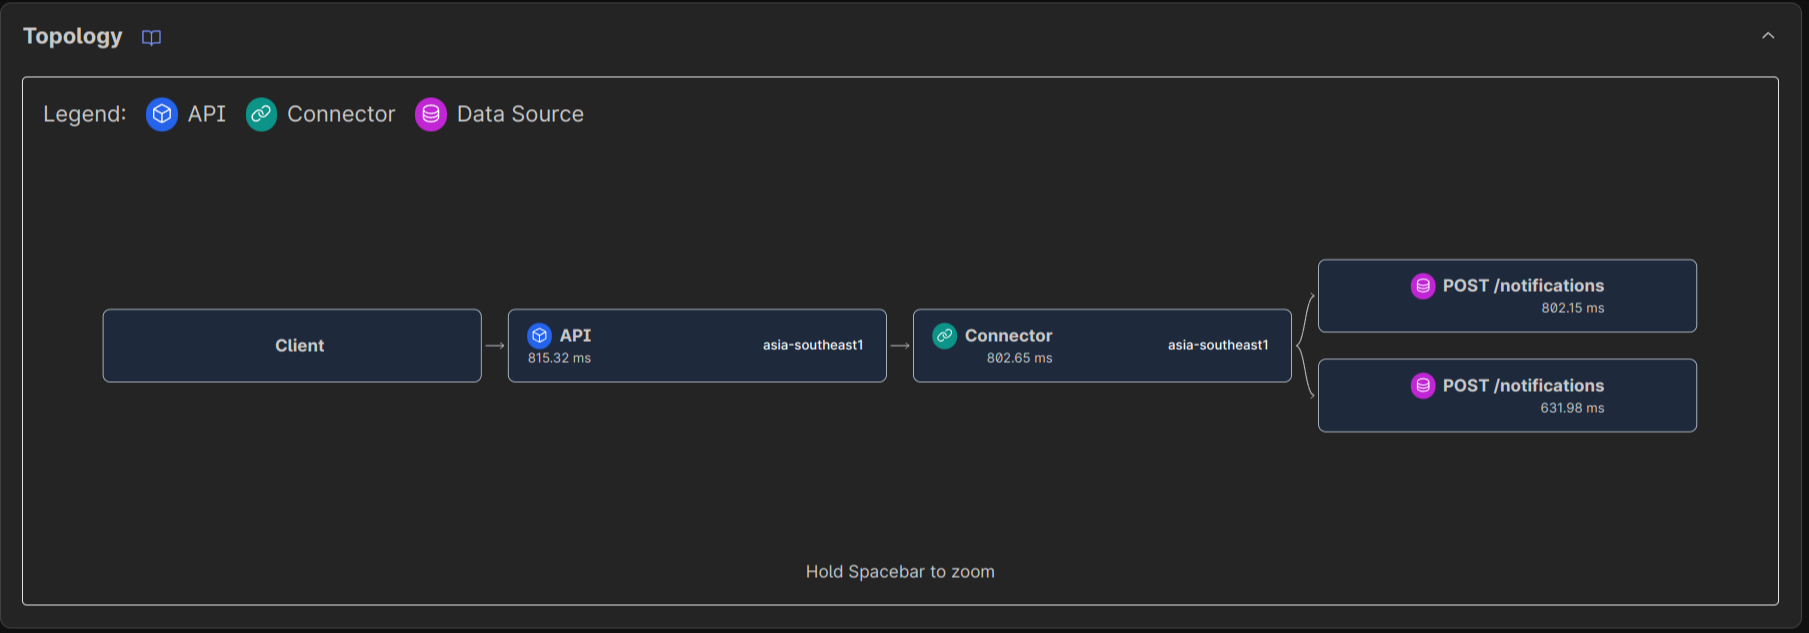 Topology
Legend: API Connector Data Source
Client
API
815.32 ms
asia-southeast1
Connector
802.65 ms
asia-southeast1
POST /notifications
802.15 ms
POST /notifications
631.98 ms
Hold Spacebar to zoom